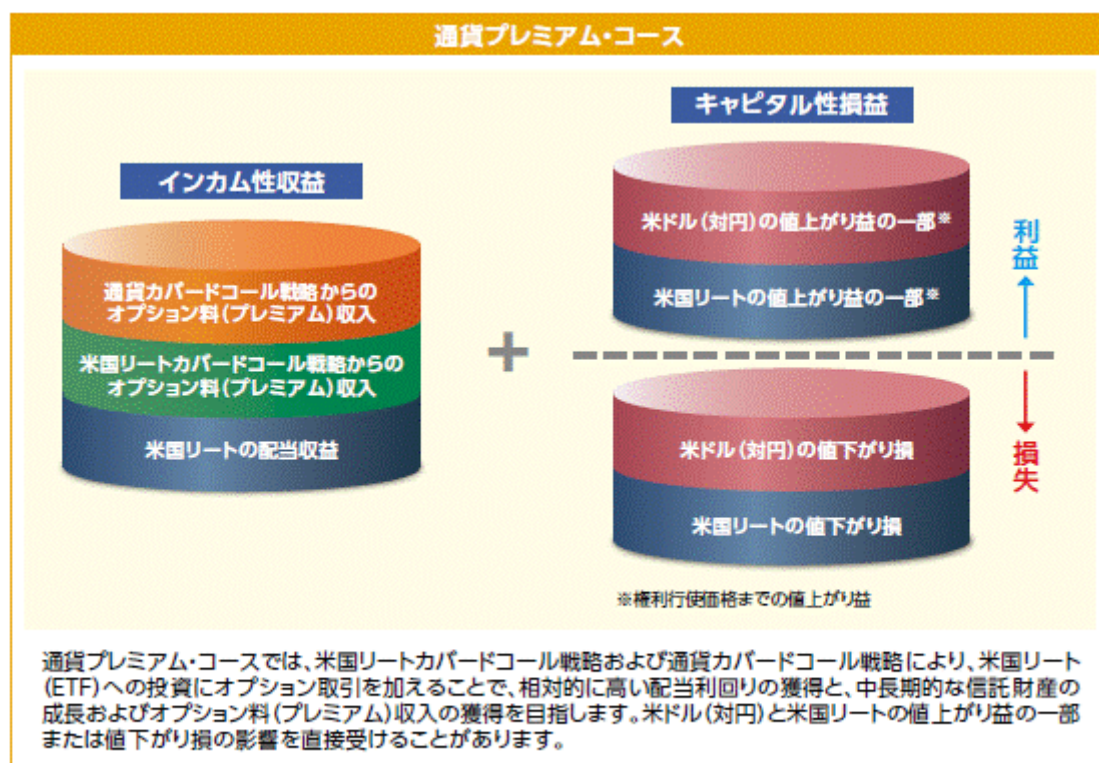 通貨プレミアム・コース
インカム性収益
通貨カバードコール戦略からの
オプション料(プレミアム)収入
米国リートカバードコール戦略からの
オプション料(プレミアム)収入
米国リートの配当収益
+
キャピタル性損益
米ドル(対円)の値上がり益の一部※
米国リートの値上がり益の一部※
利益
米ドル(対円)の値下がり損
米国リートの値下がり損
損失
※権利行使価格までの値上がり益
通貨プレミアム・コースでは、米国リートカバードコール戦略および通貨カバードコール戦略により、米国リート
(ETF)への投資にオプション取引を加えることで、相対的に高い配当利回りの獲得と、中長期的な信託財産の
成長およびオプション料(プレミアム)収入の獲得を目指します。米ドル(対円)と米国リートの値上がり益の一部
または値下がり損の影響を直接受けることがあります。